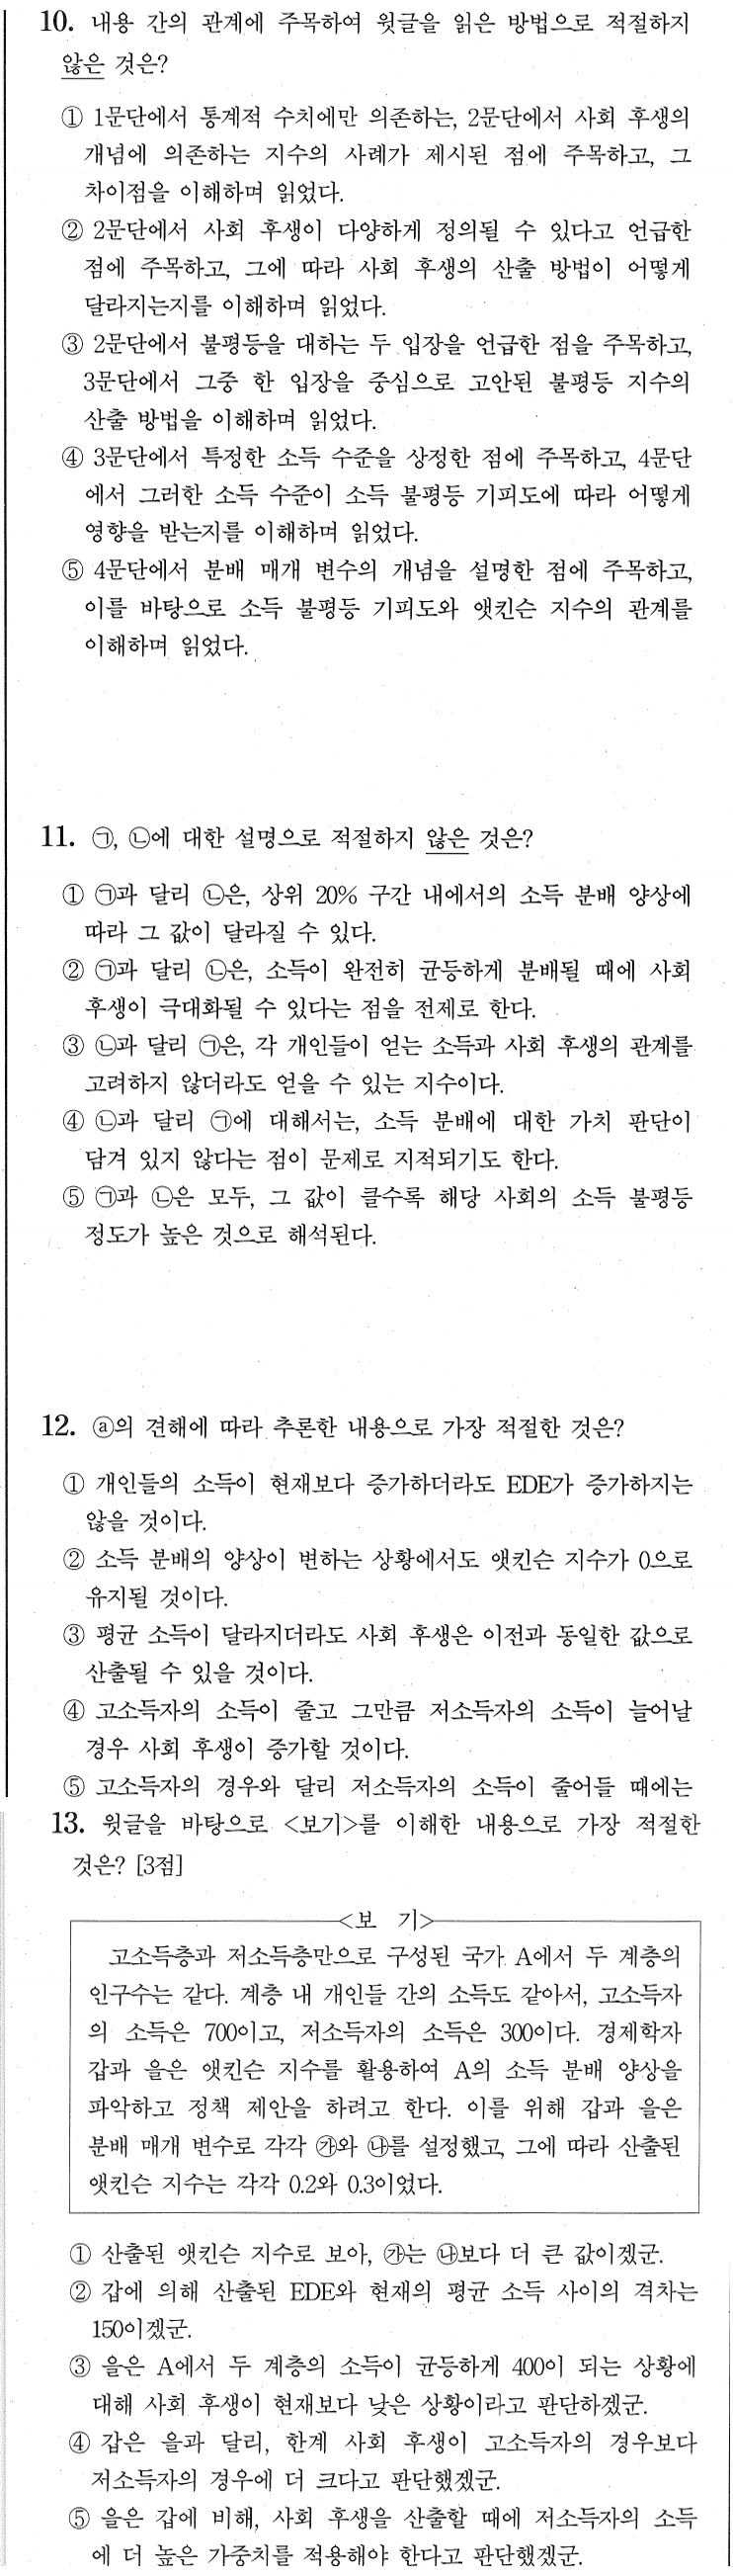 10. 내용 간의 관계에 주목하여 윗글을 읽은 방법으로 적절하지
않은 것은?
① 1문단에서 통계적 수치에만 의존하는, 2문단에서 사회 후생의
개념에 의존하는 지수의 사례가 제시된 점에 주목하고, 그
차이점을 이해하며 읽었다.
② 2문단에서 사회 후생이 다양하게 정의될 수 있다고 언급한
점에 주목하고, 그에 따라 사회 후생의 산출 방법이 어떻게
달라지는지를 이해하며 읽었다.
③ 2문단에서 불평등을 대하는 두 입장을 언급한 점을 주목하고,
3문단에서 그중 한 입장을 중심으로 고안된 불평등 지수의
산출 방법을 이해하며 읽었다.
④ 3문단에서 특정한 소득 수준을 상정한 점에 주목하고, 4문단
에서 그러한 소득 수준이 소득 불평등 기피도에 따라 어떻게
영향을 받는지를 이해하며 읽었다.
⑤ 4문단에서 분배 매개 변수의 개념을 설명한 점에 주목하고,
이를 바탕으로 소득 불평등 기피도와 앳킨슨 지수의 관계를
이해하며 읽었다.
11. ㉠, ㉡에 대한 설명으로 적절하지 않은 것은?
① ㉠과 달리 ㉡은, 상위 20% 구간 내에서의 소득 분배 양상에
따라 그 값이 달라질 수 있다.
② ㉠과 달리 ㉡은, 소득이 완전히 균등하게 분배될 때에 사회
후생이 극대화될 수 있다는 점을 전제로 한다.
③ ㉡과 달리 ㉠은, 각 개인들이 얻는 소득과 사회 후생의 관계를
고려하지 않더라도 얻을 수 있는 지수이다.
④ ㉡과 달리 ㉠에 대해서는, 소득 분배에 대한 가치 판단이
담겨 있지 않다는 점이 문제로 지적되기도 한다.
⑤ ㉠과 ㉡은 모두, 그 값이 클수록 해당 사회의 소득 불평등
정도가 높은 것으로 해석된다.
12. ⓐ의 견해에 따라 추론한 내용으로 가장 적절한 것은?
① 개인들의 소득이 현재보다 증가하더라도 EDE가 증가하지는
않을 것이다.
② 소득 분배의 양상이 변하는 상황에서도 앳킨슨 지수가 0으로
유지될 것이다.
③ 평균 소득이 달라지더라도 사회 후생은 이전과 동일한 값으로
산출될 수 있을 것이다.
④ 고소득자의 소득이 줄고 그만큼 저소득자의 소득이 늘어날
경우 사회 후생이 증가할 것이다.
⑤ 고소득자의 경우와 달리 저소득자의 소득이 줄어들 때에는
13. 윗글을 바탕으로 <보기>를 이해한 내용으로 가장 적절한
것은? [3점]
<보 기>
고소득층과 저소득층만으로 구성된 국가 A에서 두 계층의
인구수는 같다. 계층 내 개인들 간의 소득도 같아서, 고소득자
의 소득은 700이고, 저소득자의 소득은 300이다. 경제학자
갑과 을은 앳킨슨 지수를 활용하여 A의 소득 분배 양상을
파악하고 정책 제안을 하려고 한다. 이를 위해 갑과 을은
분배 매개 변수로 각각 ㉮와 ㉯를 설정했고, 그에 따라 산출된
앳킨슨 지수는 각각 0.2와 0.3이었다.
① 산출된 앳킨슨 지수로 보아, ㉮는 ㉯보다 더 큰 값이겠군.
② 갑에 의해 산출된 EDE와 현재의 평균 소득 사이의 격차는
150이겠군.
③ 을은 A에서 두 계층의 소득이 균등하게 400이 되는 상황에
대해 사회 후생이 현재보다 낮은 상황이라고 판단하겠군.
④ 갑은 을과 달리, 한계 사회 후생이 고소득자의 경우보다
저소득자의 경우에 더 크다고 판단했겠군.
⑤ 을은 갑에 비해, 사회 후생을 산출할 때에 저소득자의 소득
에 더 높은 가중치를 적용해야 한다고 판단했겠군.